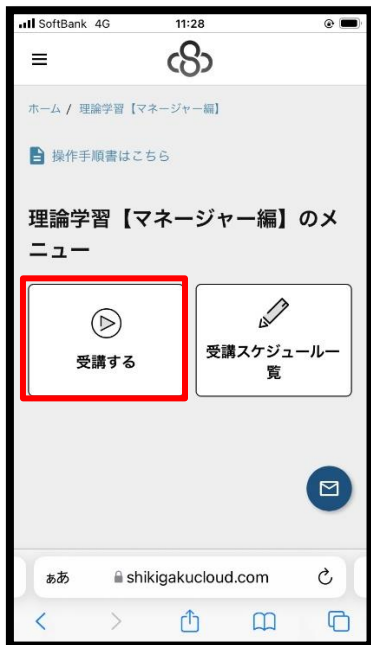 SoftBank 4G 11:28
ホーム / 理論学習【マネージャー編】
操作手順書はこちら
理論学習【マネージャー編】のメ
ニュー
受講する
受講スケジュール一
覧
ぁあ shikigakucloud.com